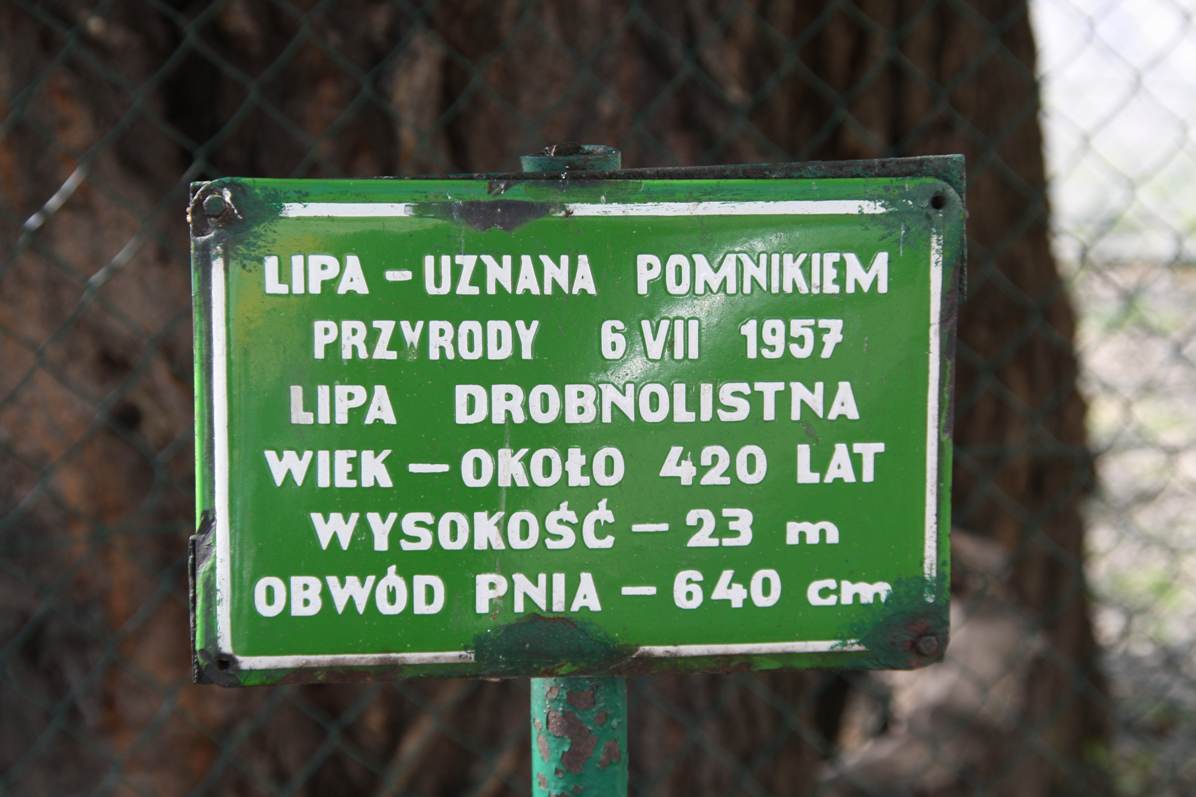 LIPA – UZNANA POMNIKIEM
PRZYRODY 6 VII 1957
LIPA DROBNOLISTNA
WIEK – OKOŁO 420 LAT
WYSOKOŚĆ – 23 m
OBWÓD PNIA – 640 cm